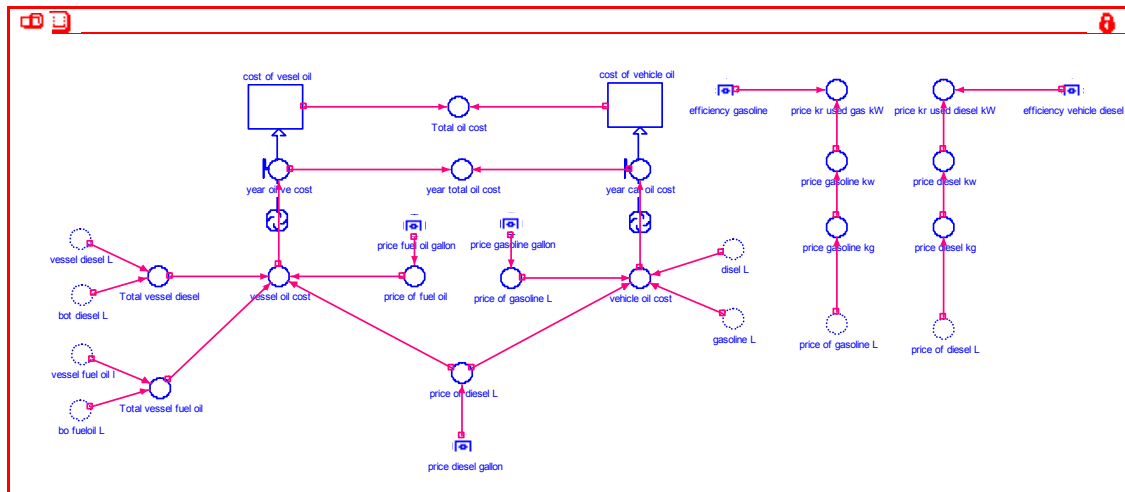 cost of vesel oil
cost of vehicle oil
efficiency gasoline
price kr used gas kW
price kr used diesel kW
efficiency vehicle diesel
Total oil cost
year oil ve cost
year total oil cost
year car oil cost
price gasoline kw
price diesel kw
price fuel oil gallon
price gasoline gallon
price gasoline kg
price diesel kg
vessel diesel L
disel L
Total vessel diesel
vessel oil cost
price of fuel oil
price of gasoline L
vehicle oil cost
bot diesel L
gasoline L
price of gasoline L
price of diesel L
vessel fuel oil l
price of diesel L
Total vessel fuel oil
bo fueloil L
price diesel gallon